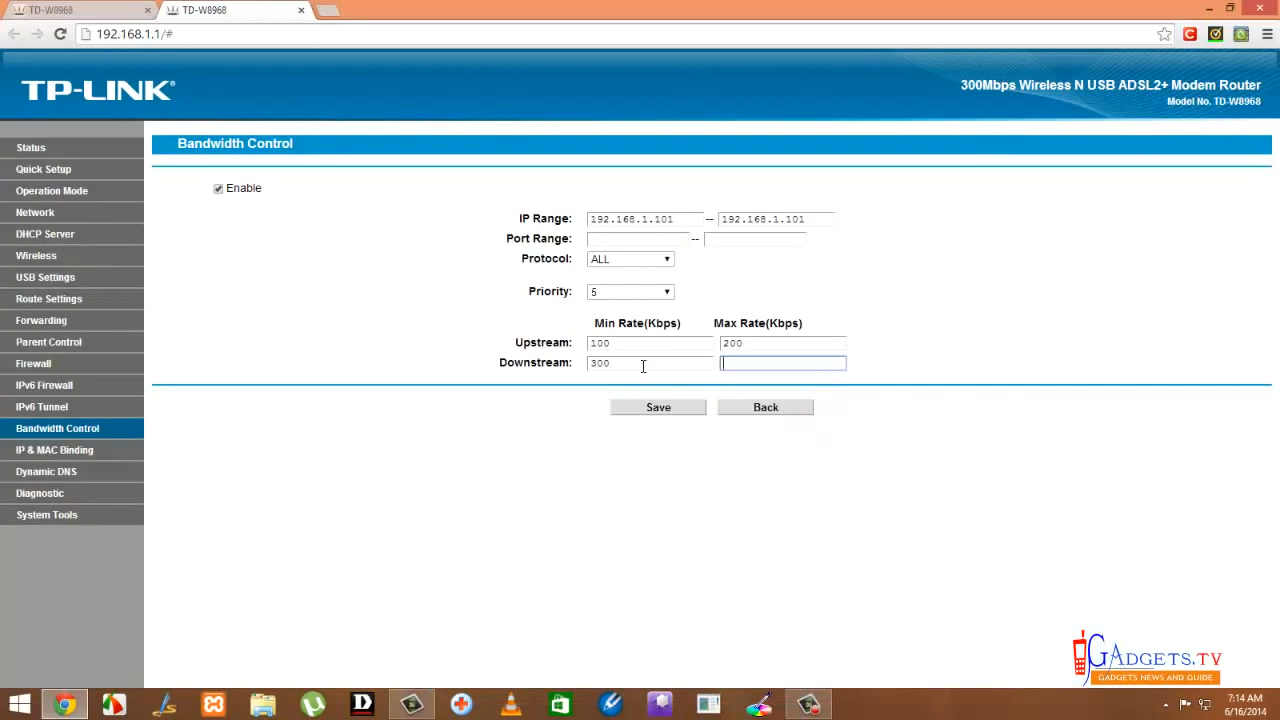 TD-W8968
TD-W8968
192.168.1.1/#
TP-LINK®
300Mbps Wireless N USB ADSL2+ Modem Router
Model No. TD-W8968
Status
Quick Setup
Operation Mode
Network
DHCP Server
Wireless
USB Settings
Route Settings
Forwarding
Parent Control
Firewall
IPv6 Firewall
IPv6 Tunnel
Bandwidth Control
IP & MAC Binding
Dynamic DNS
Diagnostic
System Tools
Bandwidth Control
Enable
IP Range: 192.168.1.101 -- 192.168.1.101
Port Range: --
Protocol: ALL
Priority: 5
Min Rate(Kbps) Max Rate(Kbps)
Upstream: 100 200
Downstream: 300
Save Back
GADGETS.TV
GADGETS NEWS AND GUIDE
7:14 AM
6/16/2014